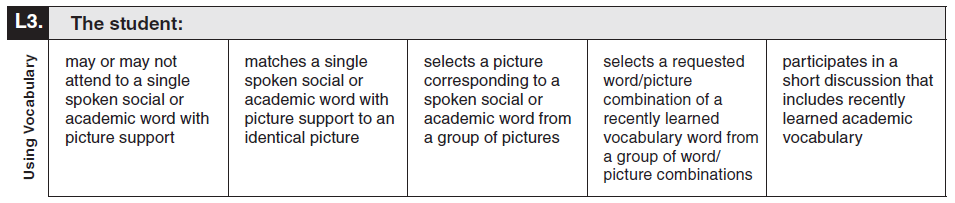 L3. The student:
Using Vocabulary
may or may not
attend to a single
spoken social or
academic word with
picture support
matches a single
spoken social or
academic word with
picture support to an
identical picture
selects a picture
corresponding to a
spoken social or
academic word from
a group of pictures
selects a requested
word/picture
combination of a
recently learned
vocabulary word from
a group of word/
picture combinations
participates in a
short discussion that
includes recently
learned academic
vocabulary